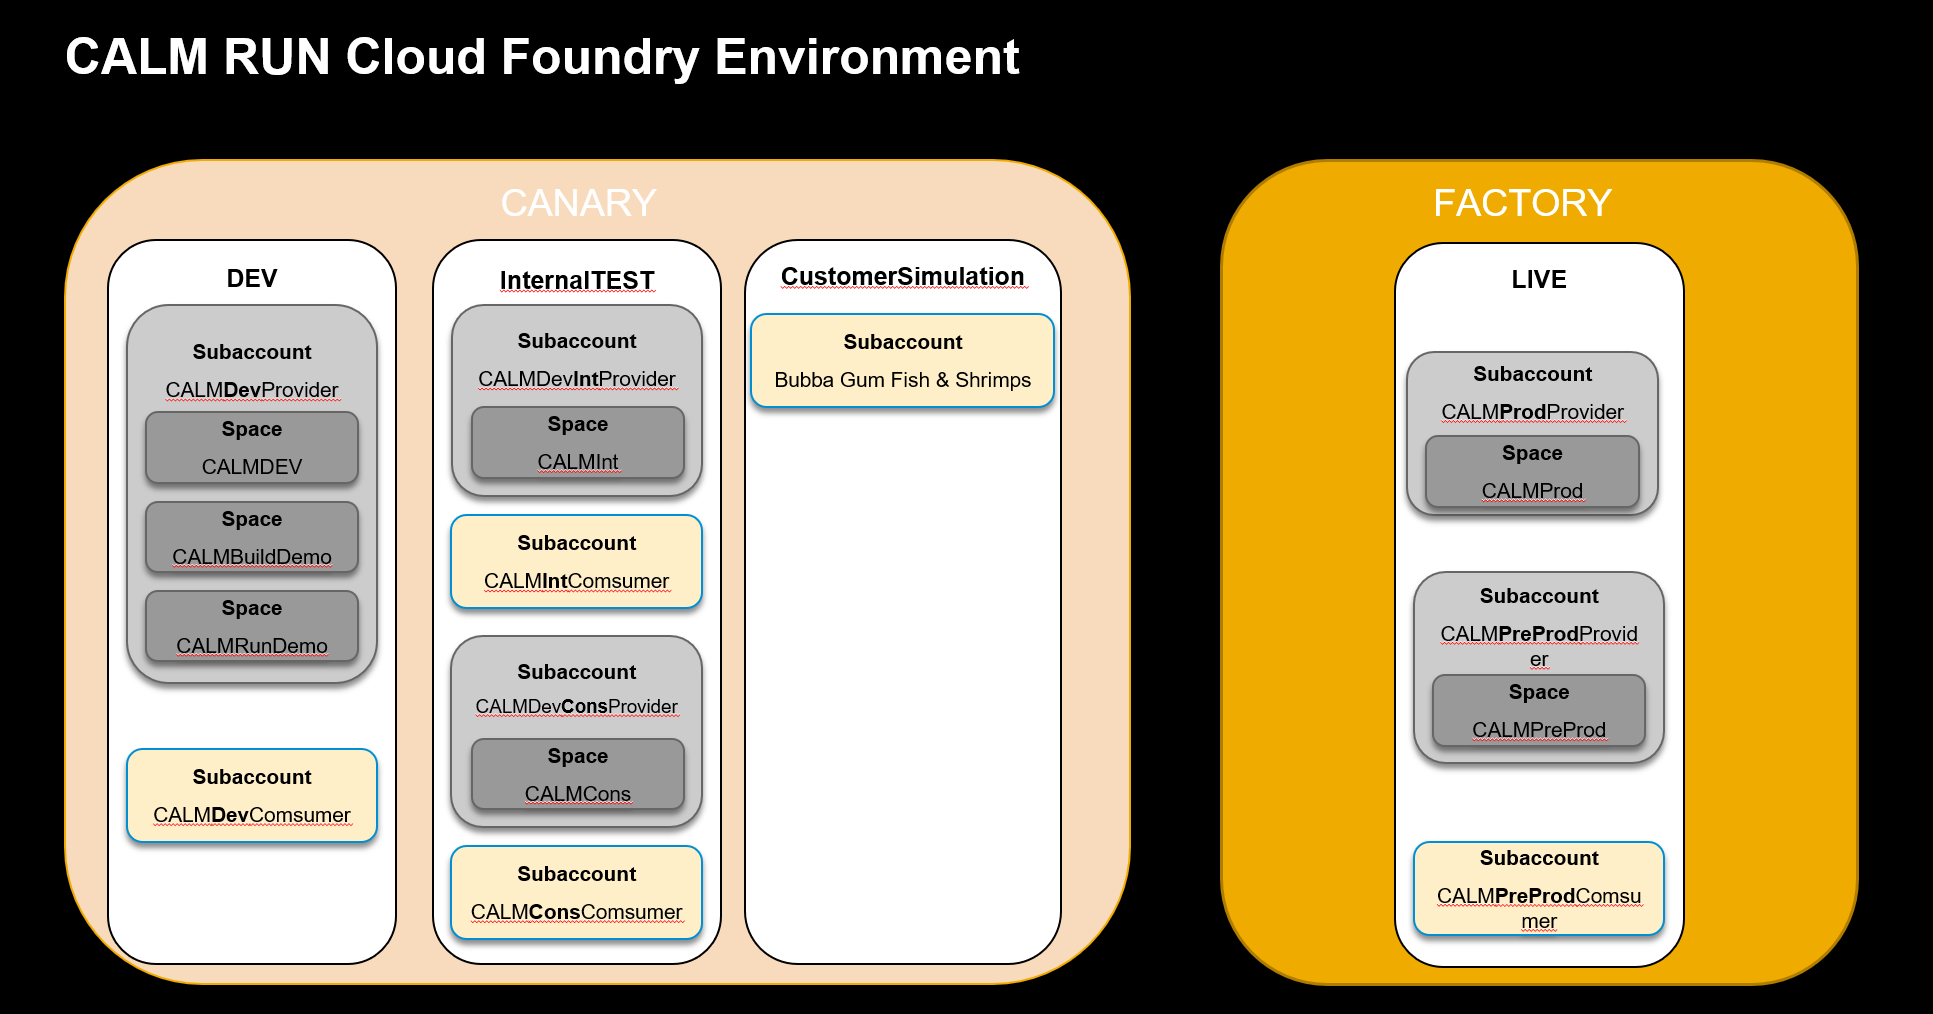 CALM RUN Cloud Foundry Environment
CANARY
DEV
Subaccount
CALMDevProvider
Space
CALMDEV
Space
CALMBuildDemo
Space
CALMRunDemo
Subaccount
CALMDevComsumer
InternalTEST
Subaccount
CALMDevIntProvider
Space
CALMInt
Subaccount
CALMIntComsumer
Subaccount
CALMDevConsProvider
Space
CALMCons
Subaccount
CALMConsComsumer
CustomerSimulation
Subaccount
Bubba Gum Fish & Shrimps
FACTORY
LIVE
Subaccount
CALMProdProvider
Space
CALMProd
Subaccount
CALMPreProdProvid
er
Space
CALMPreProd
Subaccount
CALMPreProdComsu
mer